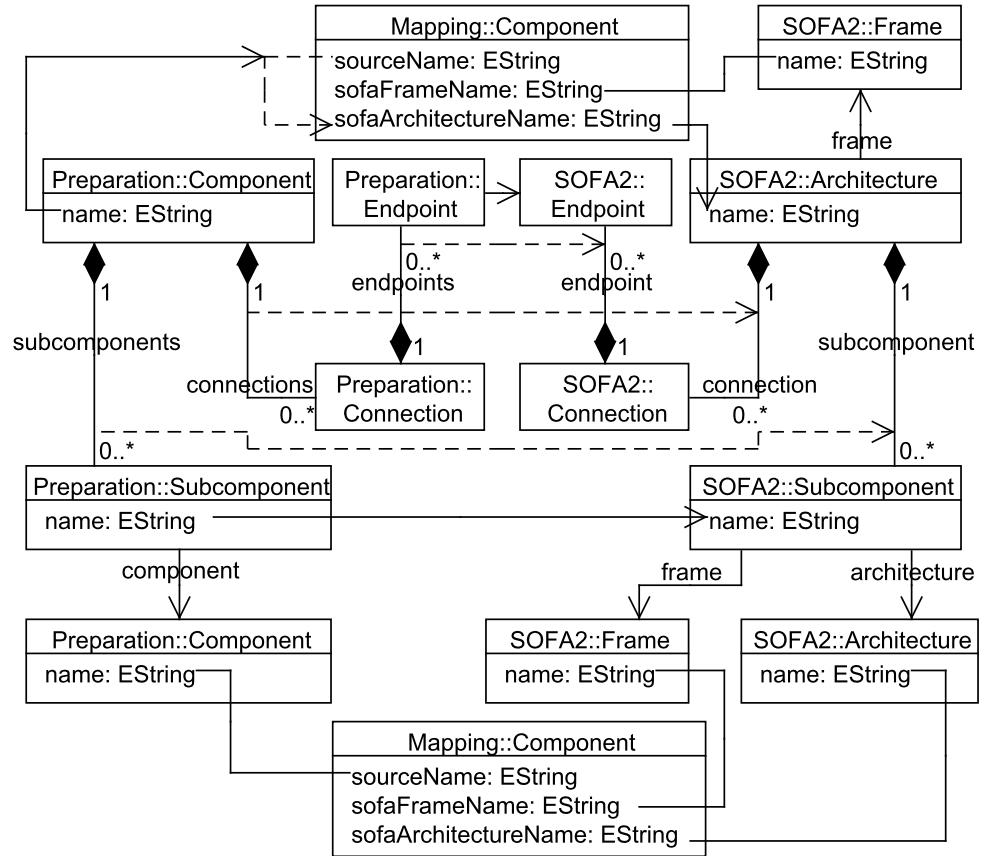 Mapping::Component
sourceName: EString
sofaFrameName: EString
sofaArchitectureName: EString
SOFA2::Frame
name: EString
frame
Preparation::Component
name: EString
Preparation::
Endpoint
SOFA2::
Endpoint
SOFA2::Architecture
name: EString
1
1
0..*
endpoints
0..*
endpoint
1
1
subcomponents
1
1
subcomponent
connections
0..*
Preparation::
Connection
SOFA2::
Connection
connection
0..*
0..*
0..*
Preparation::Subcomponent
name: EString
SOFA2::Subcomponent
name: EString
component
frame
architecture
Preparation::Component
name: EString
SOFA2::Frame
name: EString
SOFA2::Architecture
name: EString
Mapping::Component
sourceName: EString
sofaFrameName: EString
sofaArchitectureName: EString